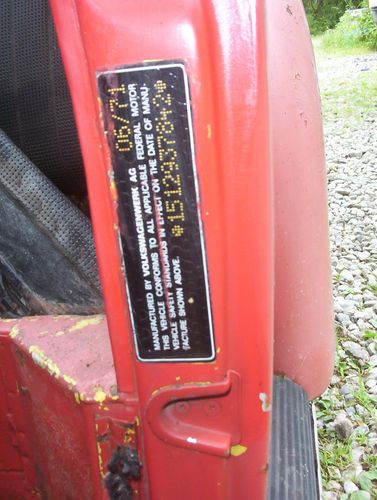 MANUFACTURED BY VOLKSWAGENWERK AG 06/71
THIS VEHICLE CONFORMS TO ALL APPLICABLE FEDERAL MOTOR
VEHICLE SAFETY STANDARDS IN EFFECT ON THE DATE OF MANU-
FACTURE SHOWN ABOVE. *1512437842*